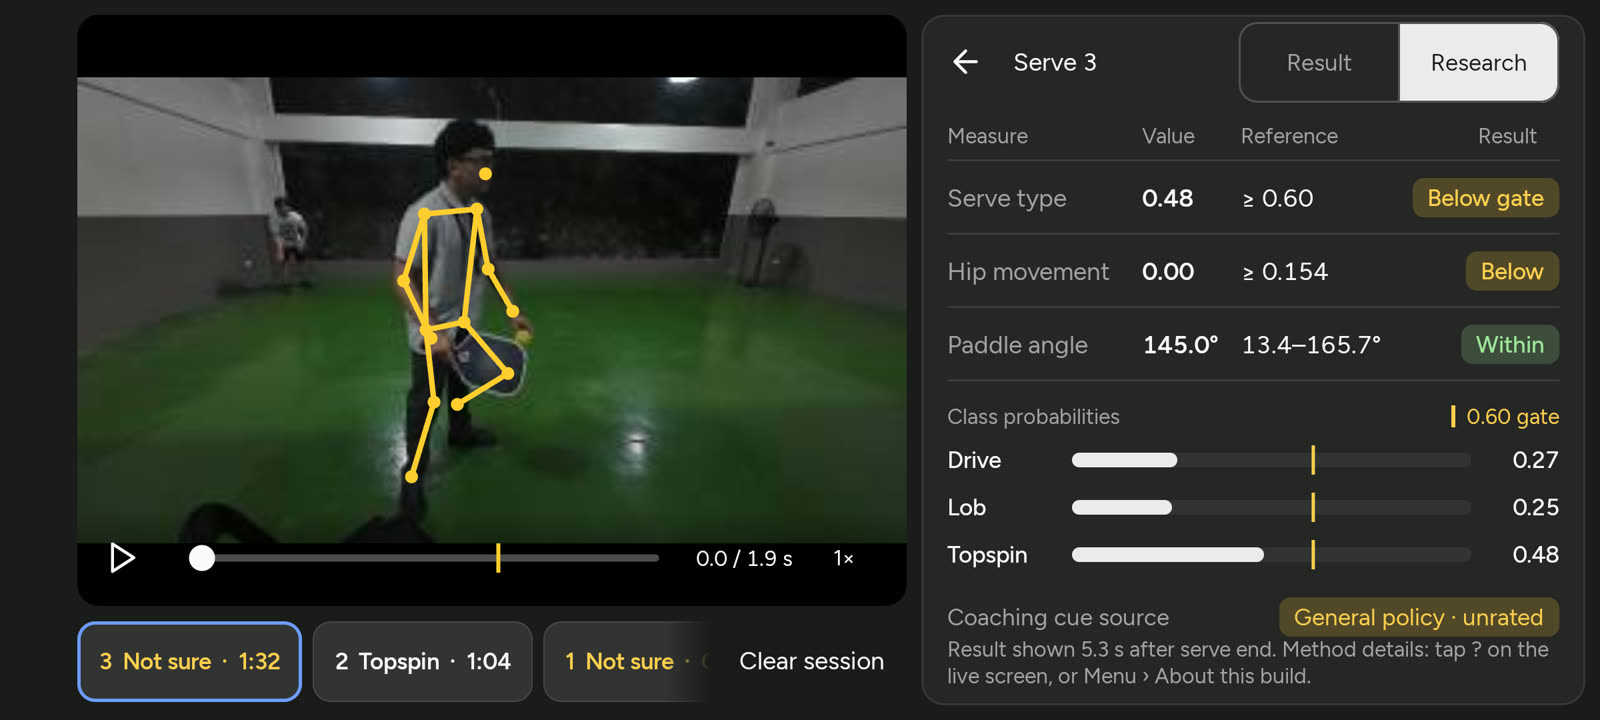 Serve 3
Result
Research
Measure Value Reference Result
Serve type 0.48 ≥ 0.60 Below gate
Hip movement 0.00 ≥ 0.154 Below
Paddle angle 145.0° 13.4–165.7° Within
Class probabilities 0.60 gate
Drive 0.27
Lob 0.25
Topspin 0.48
Coaching cue source General policy · unrated
Result shown 5.3 s after serve end. Method details: tap ? on the
live screen, or Menu › About this build.
0.0 / 1.9 s 1×
3 Not sure · 1:32
2 Topspin · 1:04
1 Not sure ·
Clear session